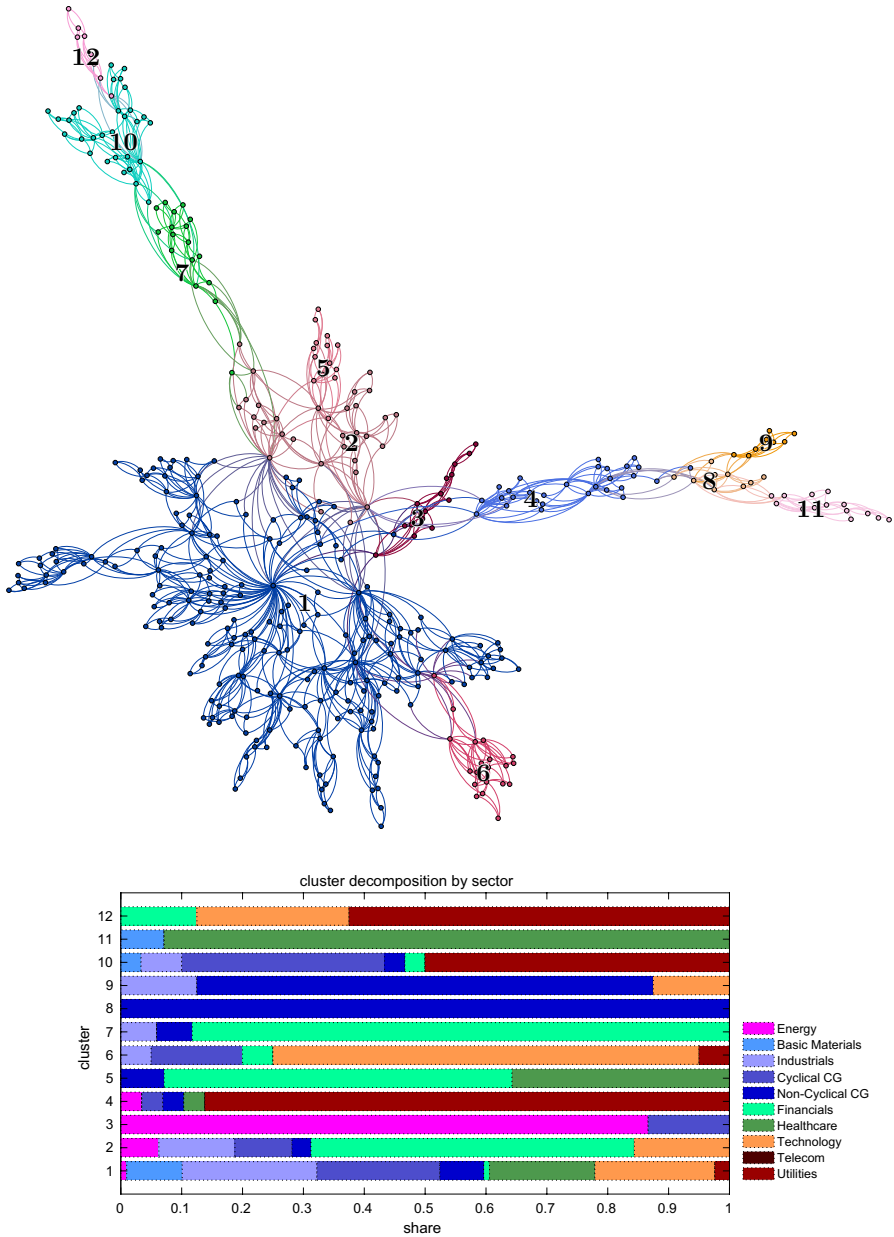 12
10
7
5
2
9
8
4
11
3
1
6
cluster decomposition by sector
12
11
10
9
8
7
6
5
4
3
2
1
cluster
0 0.1 0.2 0.3 0.4 0.5 0.6 0.7 0.8 0.9 1
share
Energy
Basic Materials
Industrials
Cyclical CG
Non-Cyclical CG
Financials
Healthcare
Technology
Telecom
Utilities